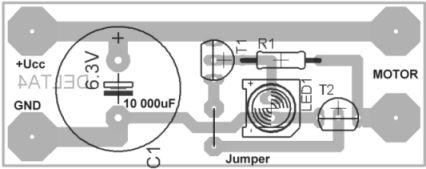 +
T1
R1
+Ucc
6.3V
DELTA4
LED1
MOTOR
GND
10 000uF
T2
C1
Jumper